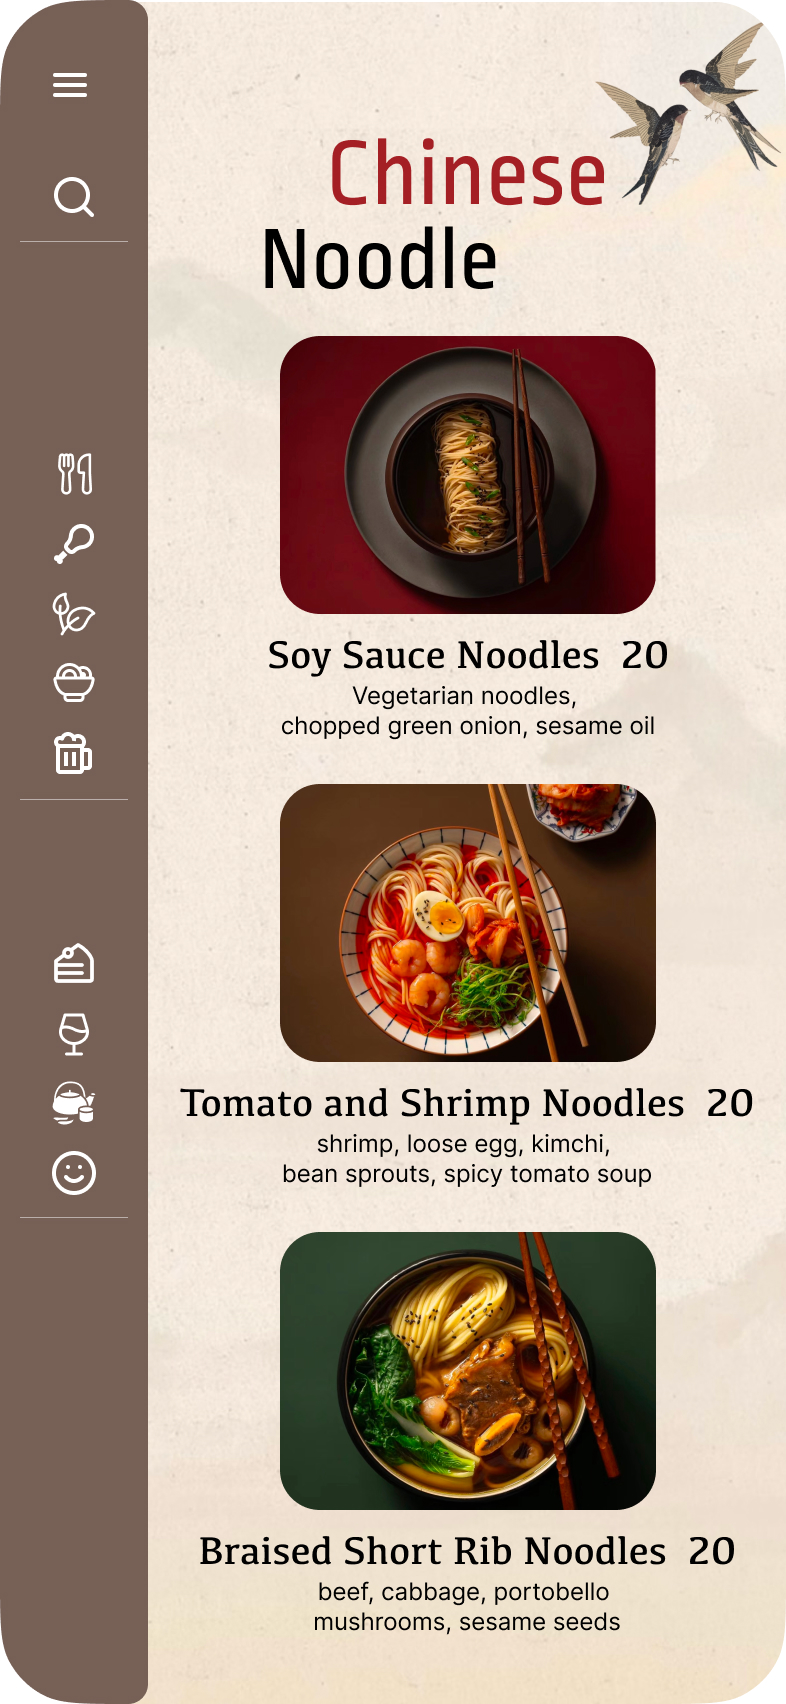 Chinese
Noodle
Soy Sauce Noodles 20
Vegetarian noodles,
chopped green onion, sesame oil
Tomato and Shrimp Noodles 20
shrimp, loose egg, kimchi,
bean sprouts, spicy tomato soup
Braised Short Rib Noodles 20
beef, cabbage, portobello
mushrooms, sesame seeds